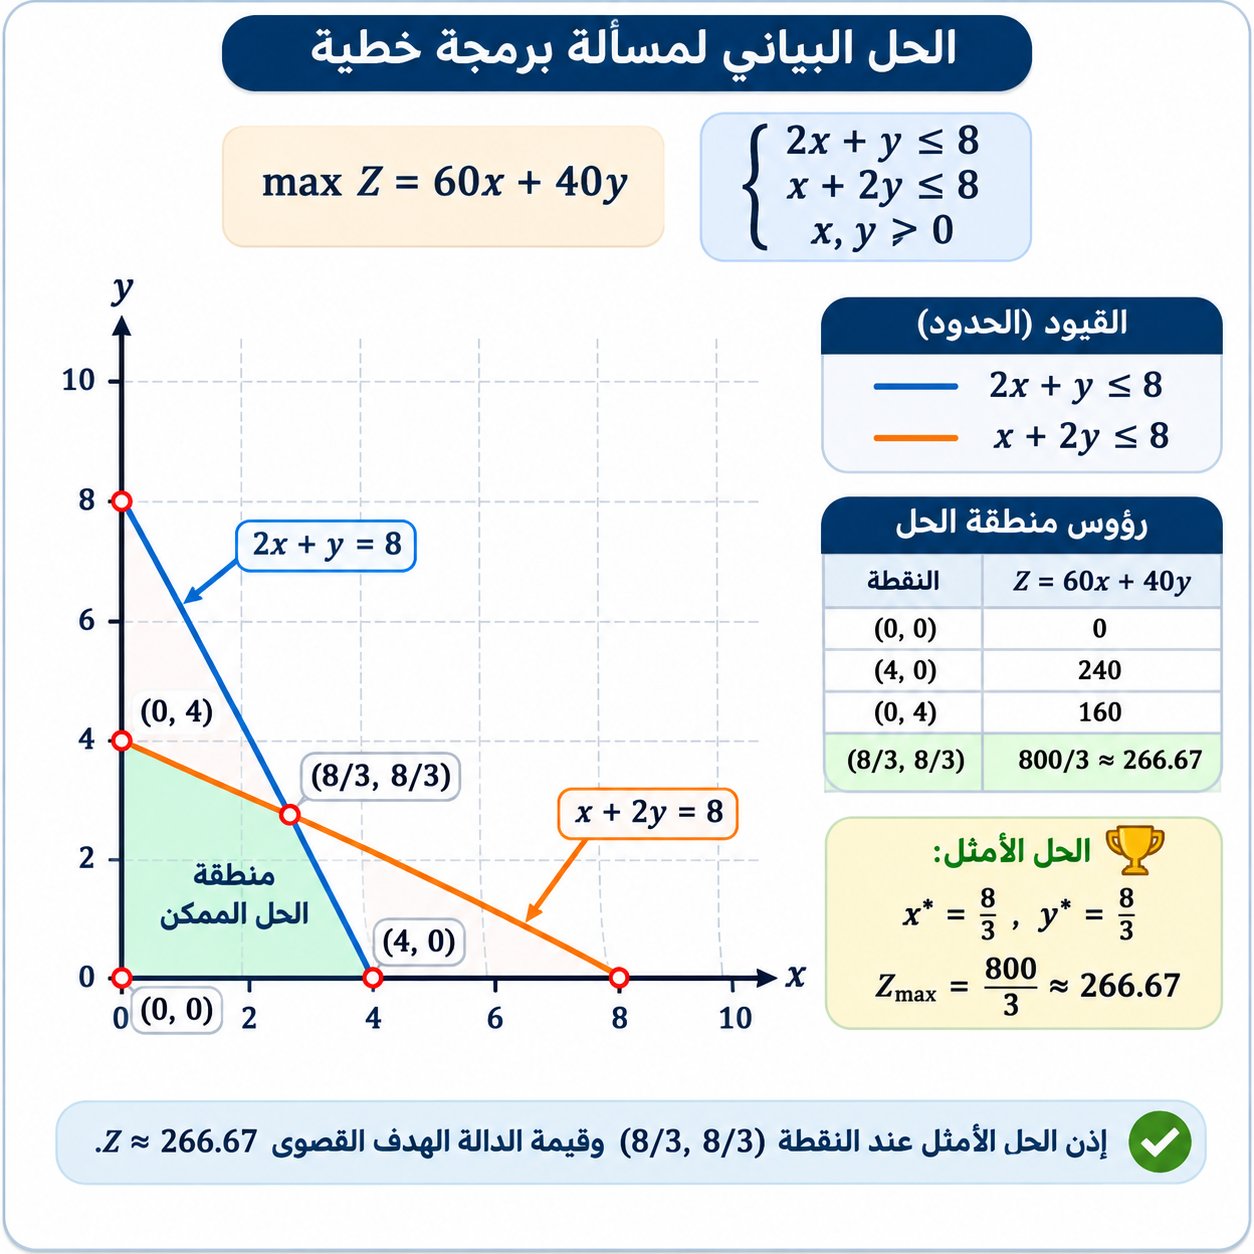 الحل البياني لمسألة برمجة خطية
max Z = 60x + 40y
2x + y ≤ 8
x + 2y ≤ 8
x, y ⩾ 0
y
10
8
6
4
2
0
2x + y = 8
(0, 4)
(8/3, 8/3)
x + 2y = 8
منطقة
الحل الممكن
(4, 0)
x
(0, 0)
0 2 4 6 8 10
القيود (الحدود)
2x + y ≤ 8
x + 2y ≤ 8
رؤوس منطقة الحل
النقطة Z = 60x + 40y
(0, 0) 0
(4, 0) 240
(0, 4) 160
(8/3, 8/3) 800/3 ≈ 266.67
الحل الأمثل:
x* = 8/3 , y* = 8/3
Zmax = 800/3 ≈ 266.67
إذن الحل الأمثل عند النقطة (8/3, 8/3) وقيمة الدالة الهدف القصوى Z ≈ 266.67.